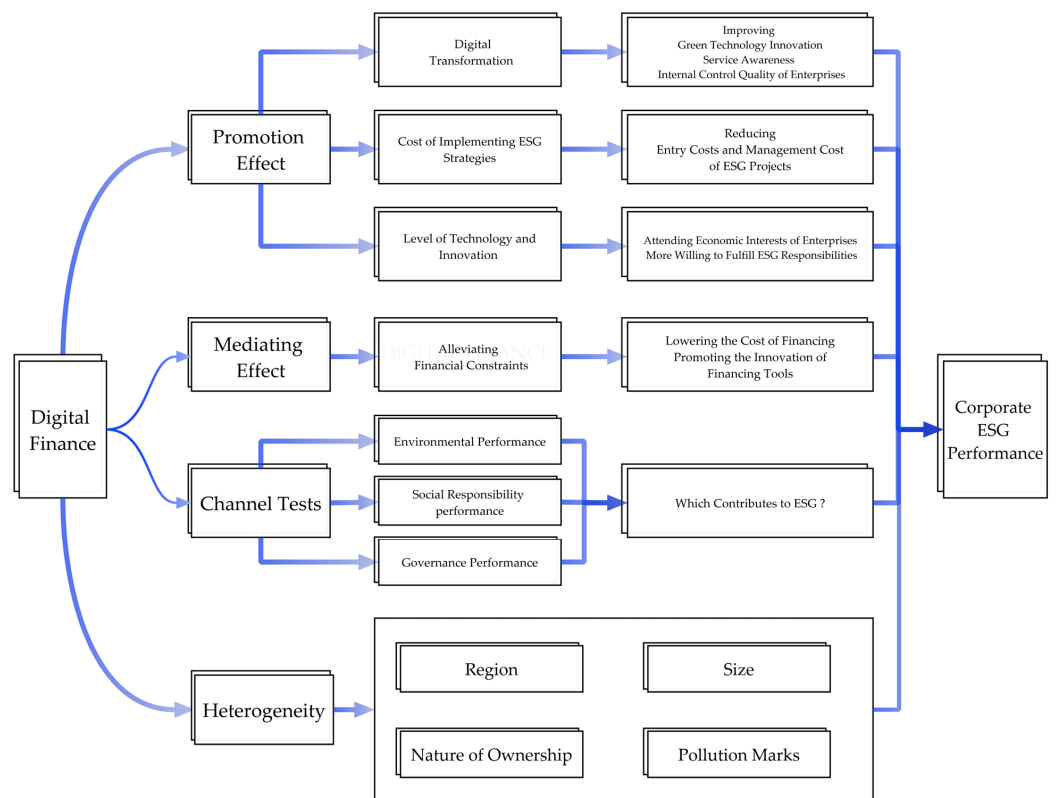 Digital
Finance
Promotion
Effect
Digital
Transformation
Improving
Green Technology Innovation
Service Awareness
Internal Control Quality of Enterprises
Cost of Implementing ESG
Strategies
Reducing
Entry Costs and Management Cost
of ESG Projects
Level of Technology and
Innovation
Attending Economic Interests of Enterprises
More Willing to Fulfill ESG Responsibilities
Mediating
Effect
Alleviating
Financial Constraints
Lowering the Cost of Financing
Promoting the Innovation of
Financing Tools
Channel Tests
Environmental Performance
Social Responsibility
performance
Governance Performance
Which Contributes to ESG ?
Heterogeneity
Region
Size
Nature of Ownership
Pollution Marks
Corporate
ESG
Performance